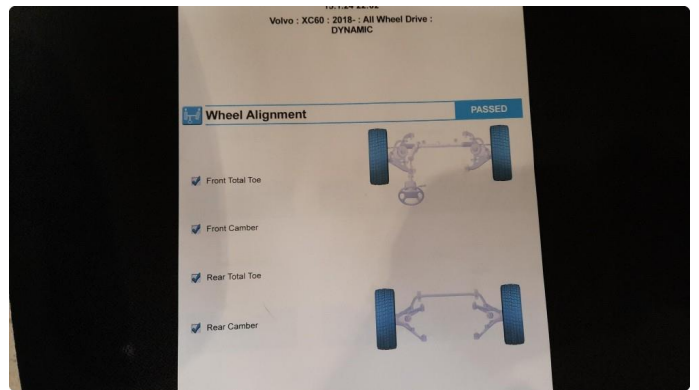 Volvo : XC60 : 2018- : All Wheel Drive :
DYNAMIC
Wheel Alignment
PASSED
Front Total Toe
Front Camber
Rear Total Toe
Rear Camber